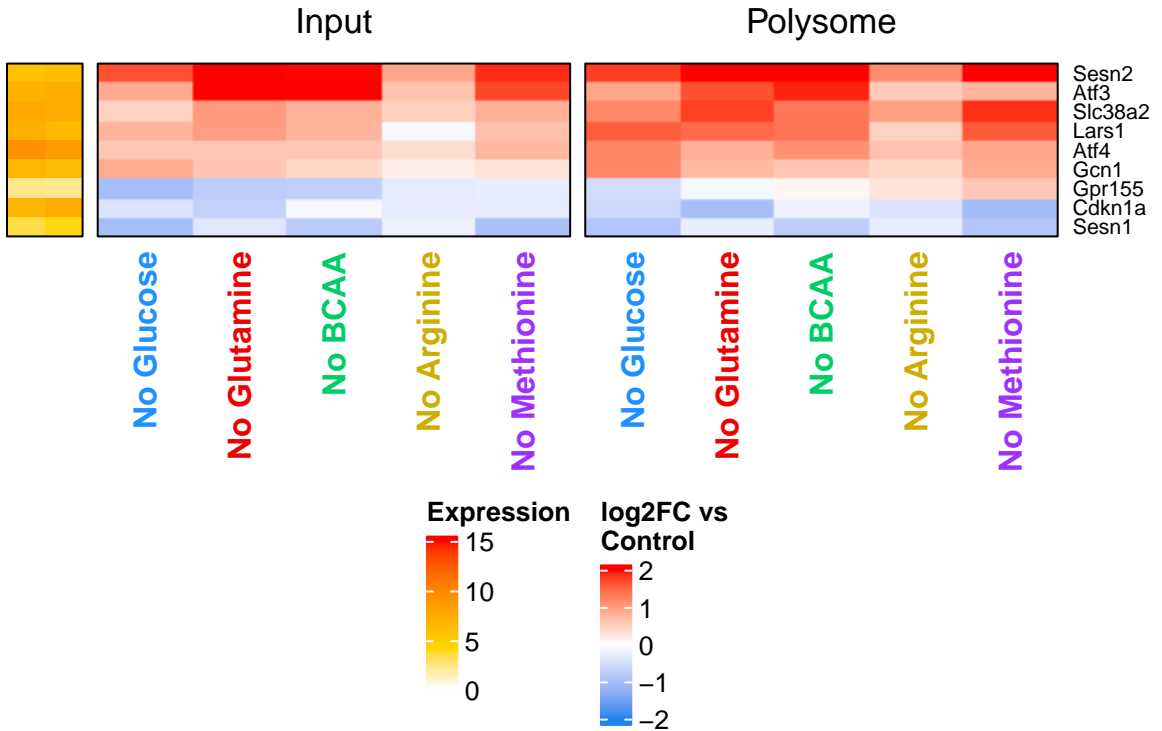 Input
Polysome
Sesn2
Atf3
Slc38a2
Lars1
Atf4
Gcn1
Gpr155
Cdkn1a
Sesn1
No Glucose
No Glutamine
No BCAA
No Arginine
No Methionine
No Glucose
No Glutamine
No BCAA
No Arginine
No Methionine
Expression
15
10
5
0
log2FC vs
Control
2
1
0
−1
−2